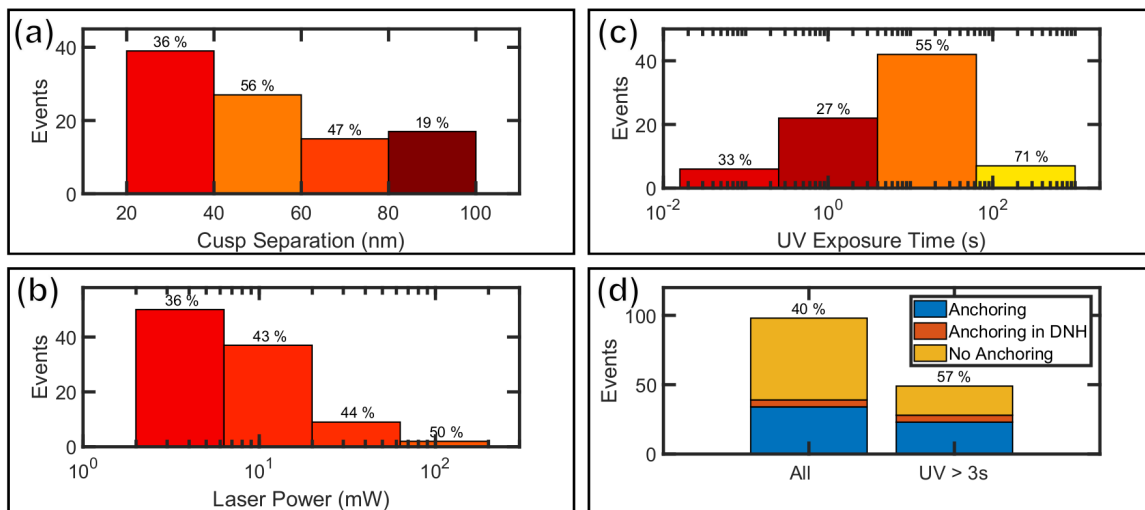 (a)
36 %
56 %
47 %
19 %
40
20
0
Events
20
40
60
80
100
Cusp Separation (nm)
(b)
36 %
43 %
44 %
50 %
40
20
0
Events
10^0
10^1
10^2
Laser Power (mW)
(c)
33 %
27 %
55 %
71 %
40
20
0
Events
10^-2
10^0
10^2
UV Exposure Time (s)
(d)
40 %
57 %
Anchoring
Anchoring in DNH
No Anchoring
100
50
0
Events
All
UV > 3s